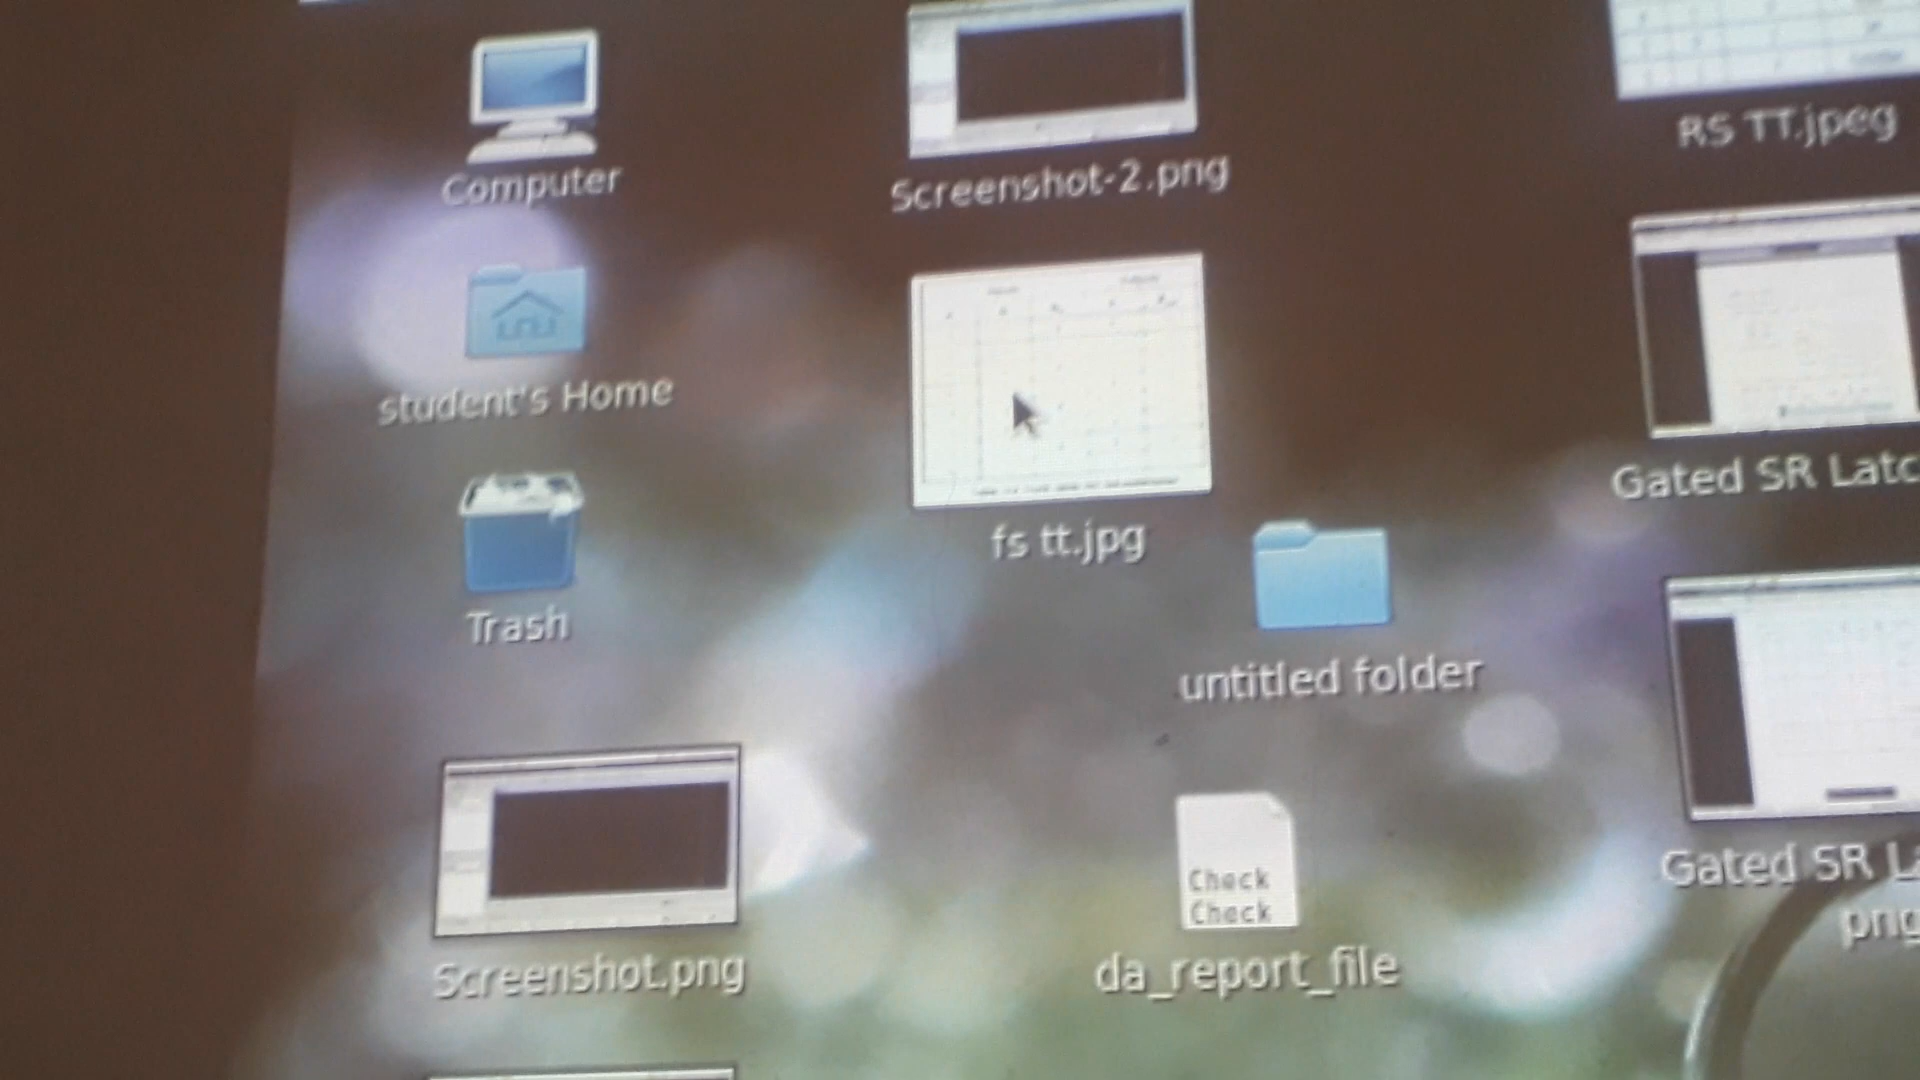 Computer
Screenshot-2.png
RS TT.jpeg
student's Home
Gated SR Latc
fs tt.jpg
Trash
untitled folder
Check
Check
Gated SR La
png
Screenshot.png
da_report_file